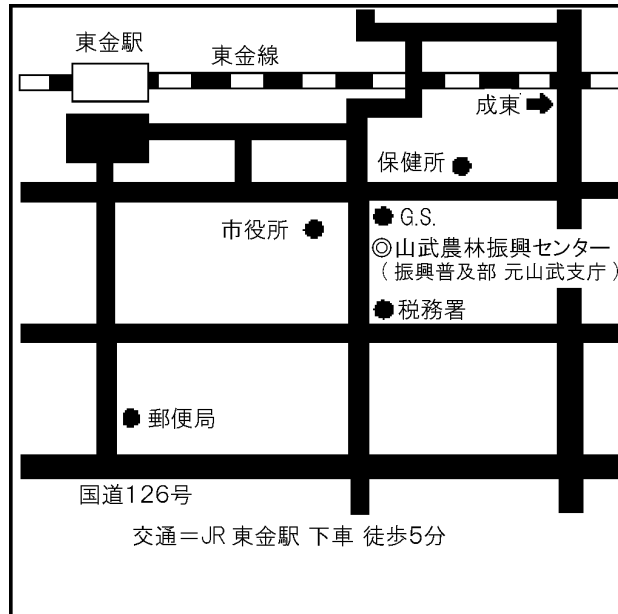 東金駅
東金線
成東
保健所
市役所
G.S.
◎山武農林振興センター
( 振興普及部 元山武支庁 )
税務署
郵便局
国道126号
交通=JR 東金駅 下車 徒歩5分